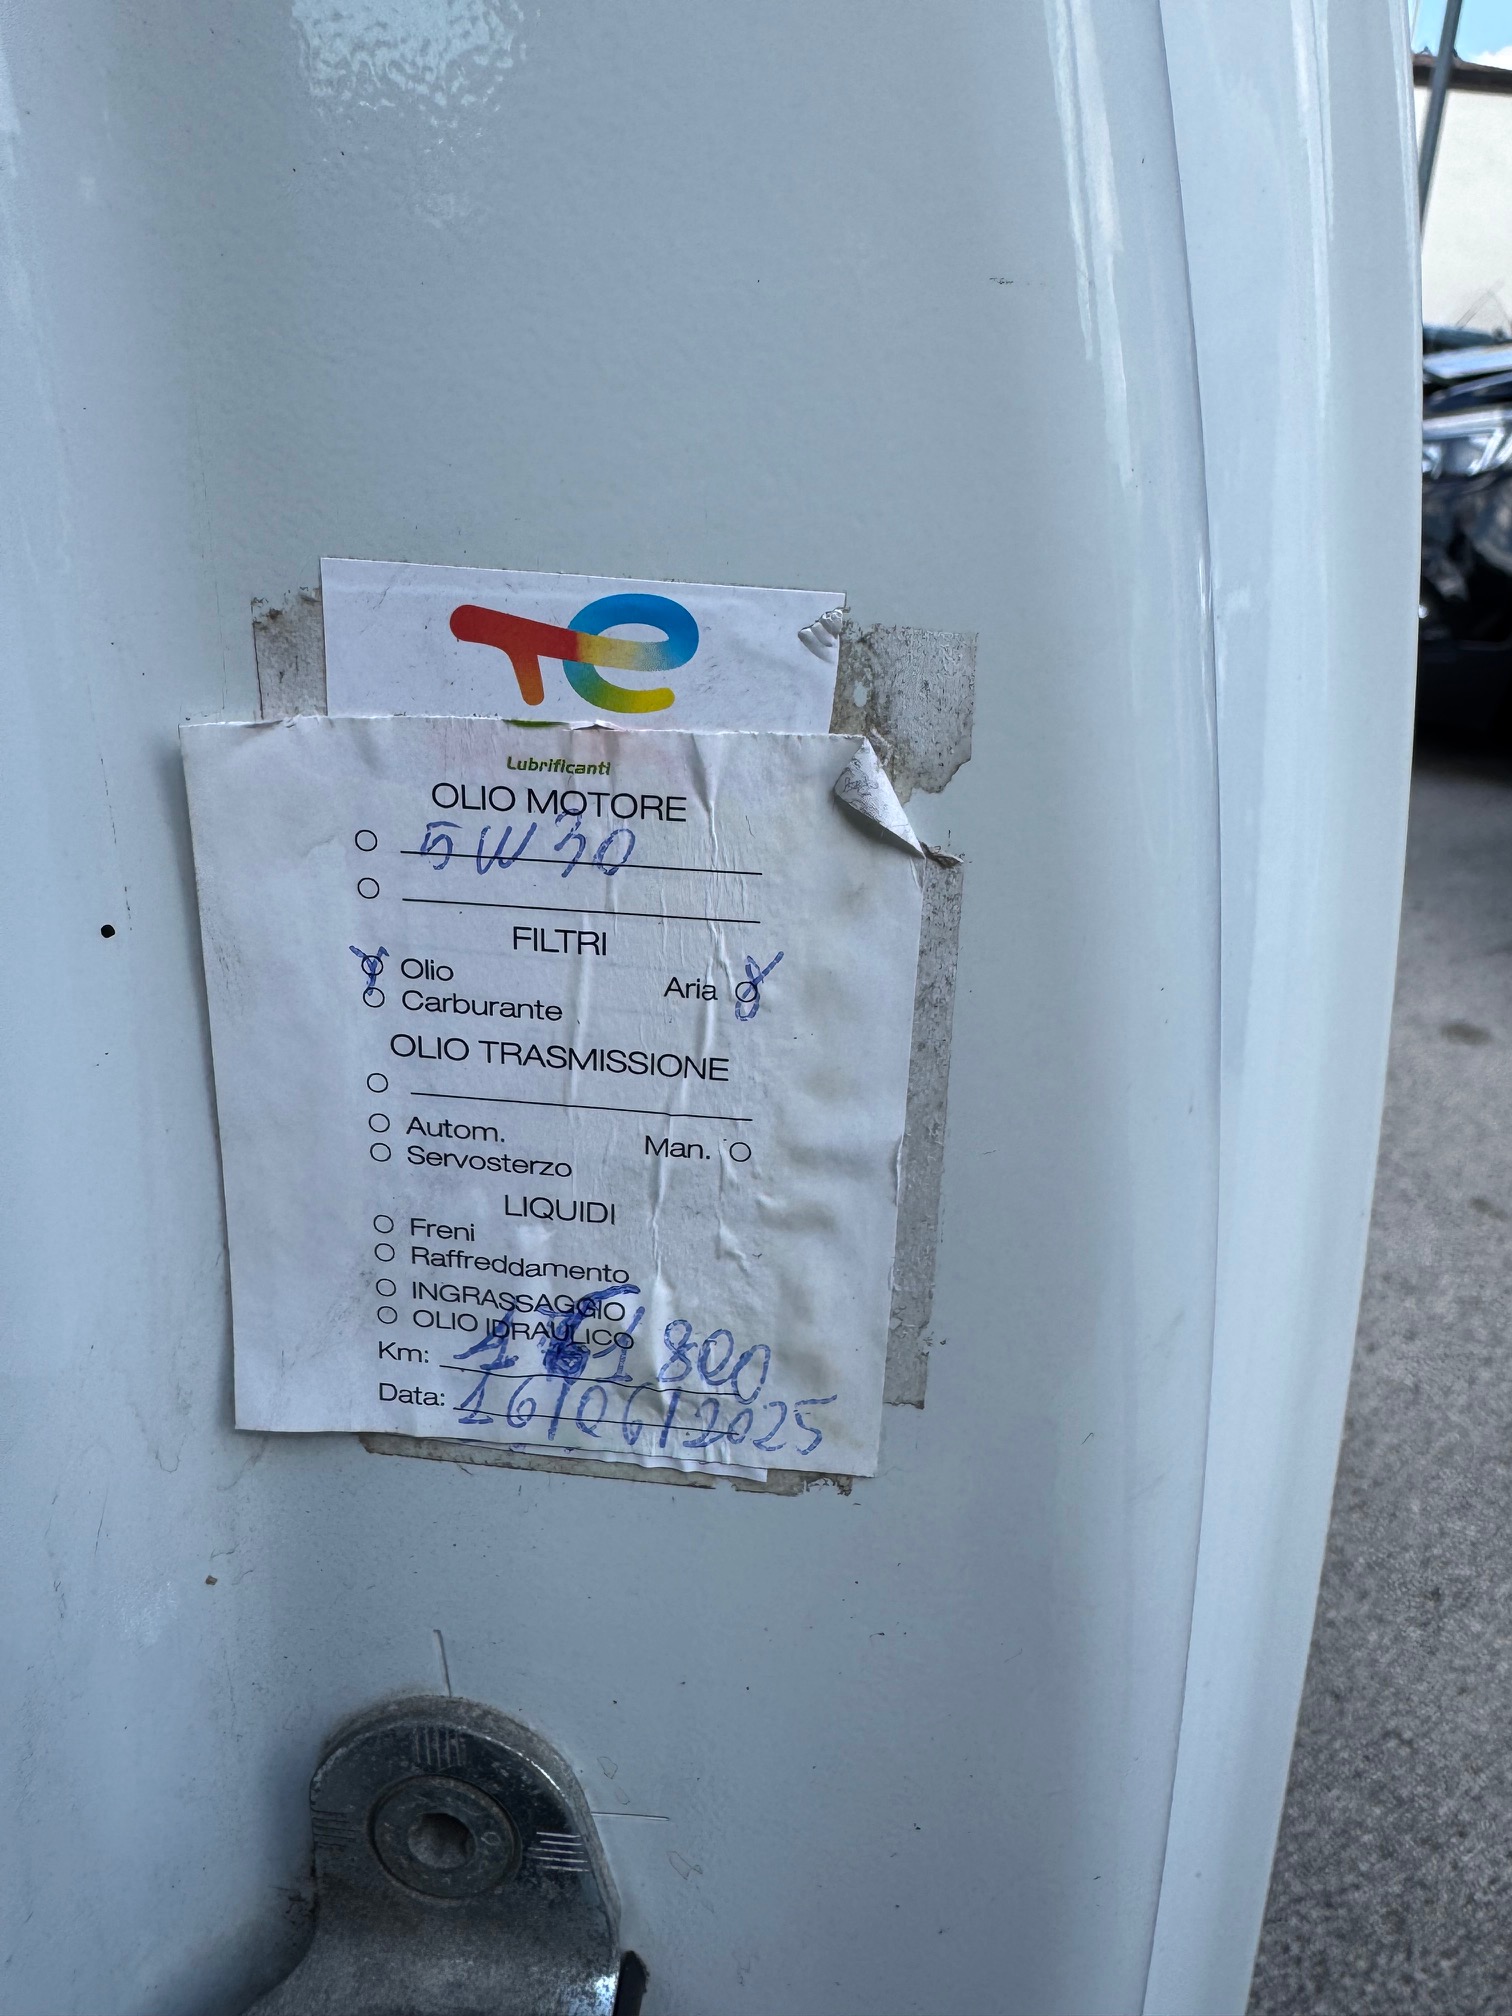 Lubrificanti
OLIO MOTORE
5W30
FILTRI
Olio Aria
Carburante
OLIO TRASMISSIONE
Autom. Man.
Servosterzo
LIQUIDI
Freni
Raffreddamento
INGRASSAGGIO
OLIO IDRAULICO
Km: 161800
Data: 16/06/2025